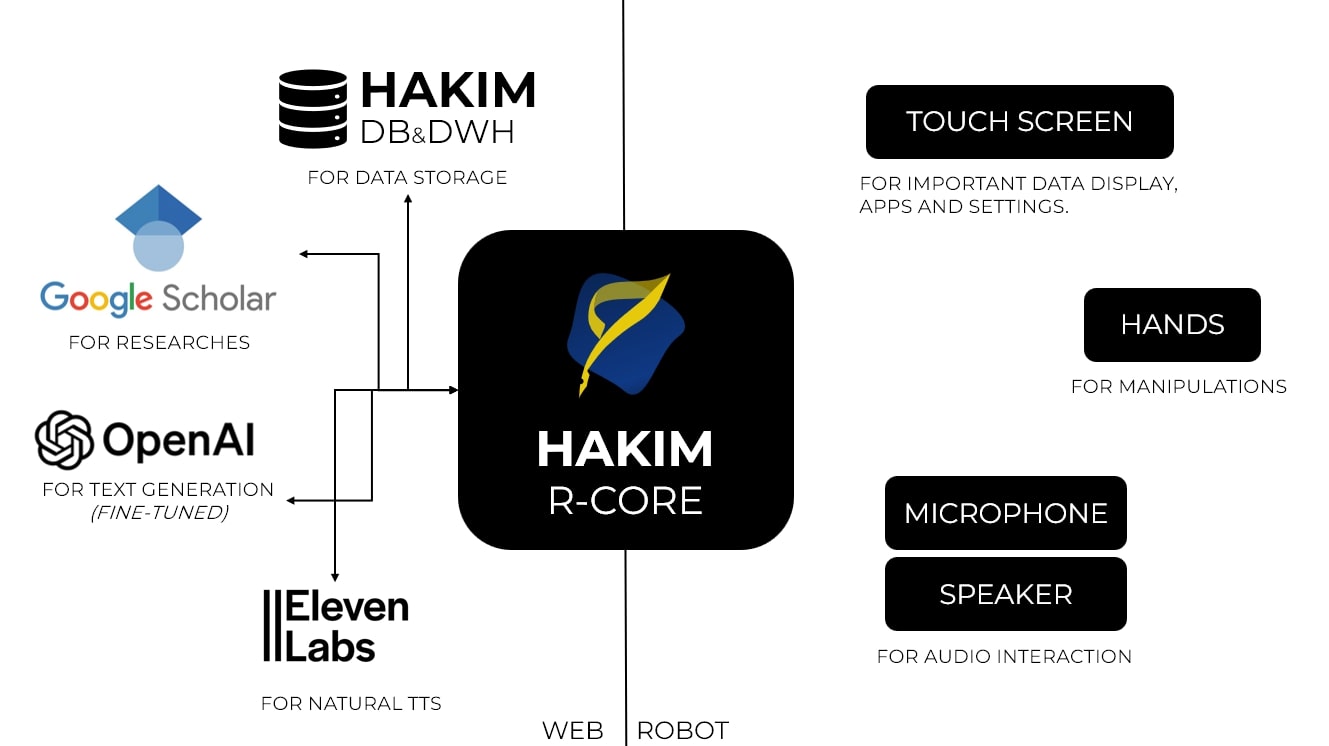 HAKIM
DB&DWH
FOR DATA STORAGE
Google Scholar
FOR RESEARCHES
OpenAI
FOR TEXT GENERATION
(FINE-TUNED)
Eleven
Labs
FOR NATURAL TTS
HAKIM
R-CORE
WEB
ROBOT
TOUCH SCREEN
FOR IMPORTANT DATA DISPLAY,
APPS AND SETTINGS.
HANDS
FOR MANIPULATIONS
MICROPHONE
SPEAKER
FOR AUDIO INTERACTION